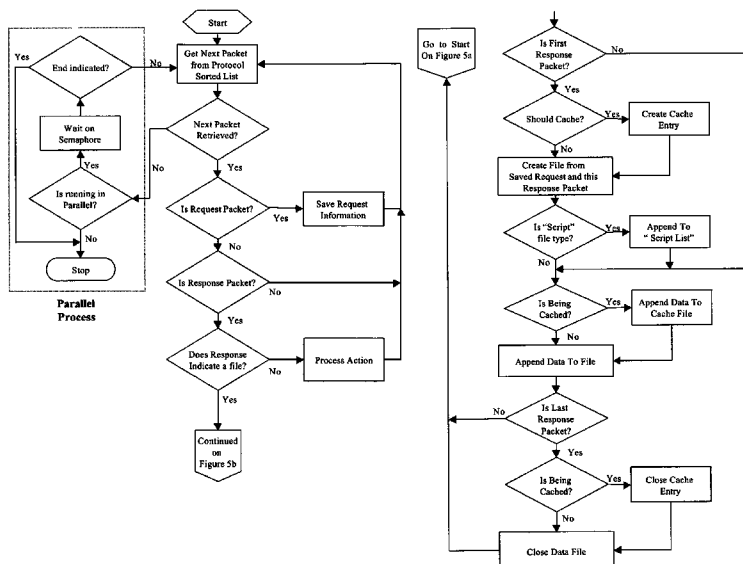 Start
Get Next Packet
from Protocol
Sorted List
Yes
End indicated?
No
Wait on
Semaphore
Yes
Is running in
Parallel?
No
Stop
Parallel
Process
Next Packet
Retrieved?
No
Yes
Is Request Packet?
Yes
Save Request
Information
No
Is Response Packet?
No
Yes
Does Response
Indicate a file?
No
Process Action
Yes
Continued
on
Figure 5b
Go to Start
On Figure 5a
Is First
Response
Packet?
No
Yes
Should Cache?
Yes
Create Cache
Entry
No
Create File from
Saved Request and this
Response Packet
Is "Script"
file type?
Yes
Append To
" Script List"
No
Is Being
Cached?
Yes
Append Data To
Cache File
No
Append Data To File
Is Last
Response
Packet?
No
Yes
Is Being
Cached?
Yes
Close Cache
Entry
No
Close Data File